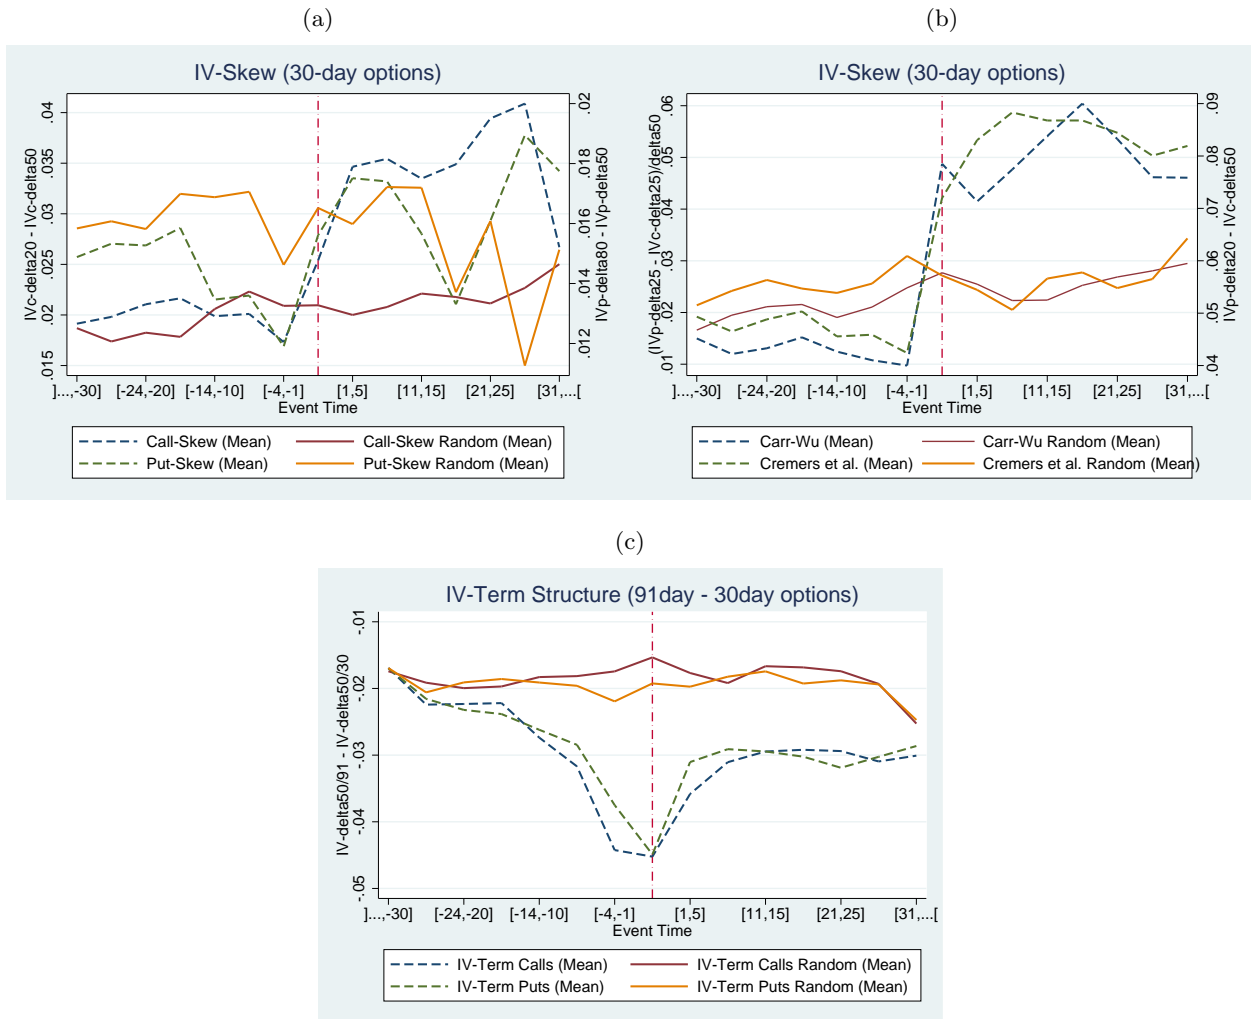 (a)
IV-Skew (30-day options)
IVc-delta20 - IVc-delta50
.04
.035
.03
.025
.02
.015
.02
.018
.016
.014
.012
IVp-delta80 - IVp-delta50
]...,-30]
[-24,-20]
[-14,-10]
[-4,-1]
[1,5]
[11,15]
[21,25]
[31,...[
Event Time
Call-Skew (Mean)
Call-Skew Random (Mean)
Put-Skew (Mean)
Put-Skew Random (Mean)
(b)
IV-Skew (30-day options)
(IVp-delta25 - IVc-delta25)/delta50
.06
.05
.04
.03
.02
.01
.09
.08
.07
.06
.05
.04
IVp-delta20 - IVc-delta50
]...,-30]
[-24,-20]
[-14,-10]
[-4,-1]
[1,5]
[11,15]
[21,25]
[31,...[
Event Time
Carr-Wu (Mean)
Carr-Wu Random (Mean)
Cremers et al. (Mean)
Cremers et al. Random (Mean)
(c)
IV-Term Structure (91day - 30day options)
IV-delta50/91 - IV-delta50/30
-.01
-.02
-.03
-.04
-.05
]...,-30]
[-24,-20]
[-14,-10]
[-4,-1]
[1,5]
[11,15]
[21,25]
[31,...[
Event Time
IV-Term Calls (Mean)
IV-Term Calls Random (Mean)
IV-Term Puts (Mean)
IV-Term Puts Random (Mean)